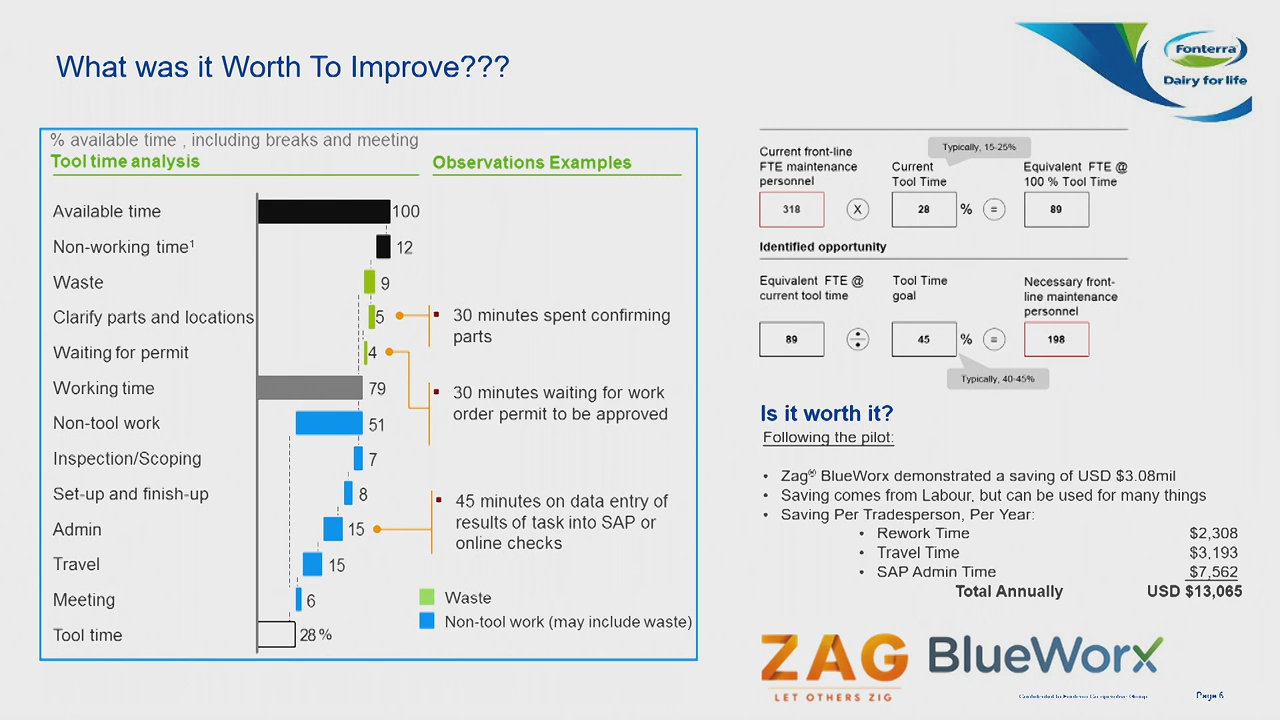 What was it Worth To Improve???
Fonterra
Dairy for life
% available time , including breaks and meeting
Tool time analysis
Observations Examples
Available time
100
Non-working time¹
12
Waste
9
Clarify parts and locations
5
Waiting for permit
4
Working time
79
Non-tool work
51
Inspection/Scoping
7
Set-up and finish-up
8
Admin
15
Travel
15
Meeting
6
Tool time
28 %
▪ 30 minutes spent confirming
parts
▪ 30 minutes waiting for work
order permit to be approved
▪ 45 minutes on data entry of
results of task into SAP or
online checks
Waste
Non-tool work (may include waste)
Typically, 15-25%
Current front-line
FTE maintenance
personnel
Current
Tool Time
Equivalent FTE @
100 % Tool Time
318 X 28 % = 89
Identified opportunity
Equivalent FTE @
current tool time
Tool Time
goal
Necessary front-
line maintenance
personnel
89 ÷ 45 % = 198
Typically, 40-45%
Is it worth it?
Following the pilot:
• Zag® BlueWorx demonstrated a saving of USD $3.08mil
• Saving comes from Labour, but can be used for many things
• Saving Per Tradesperson, Per Year:
• Rework Time $2,308
• Travel Time $3,193
• SAP Admin Time $7,562
Total Annually USD $13,065
ZAG
LET OTHERS ZIG
BlueWorx
Confidential to Fonterra Co-operative Group
Page 6